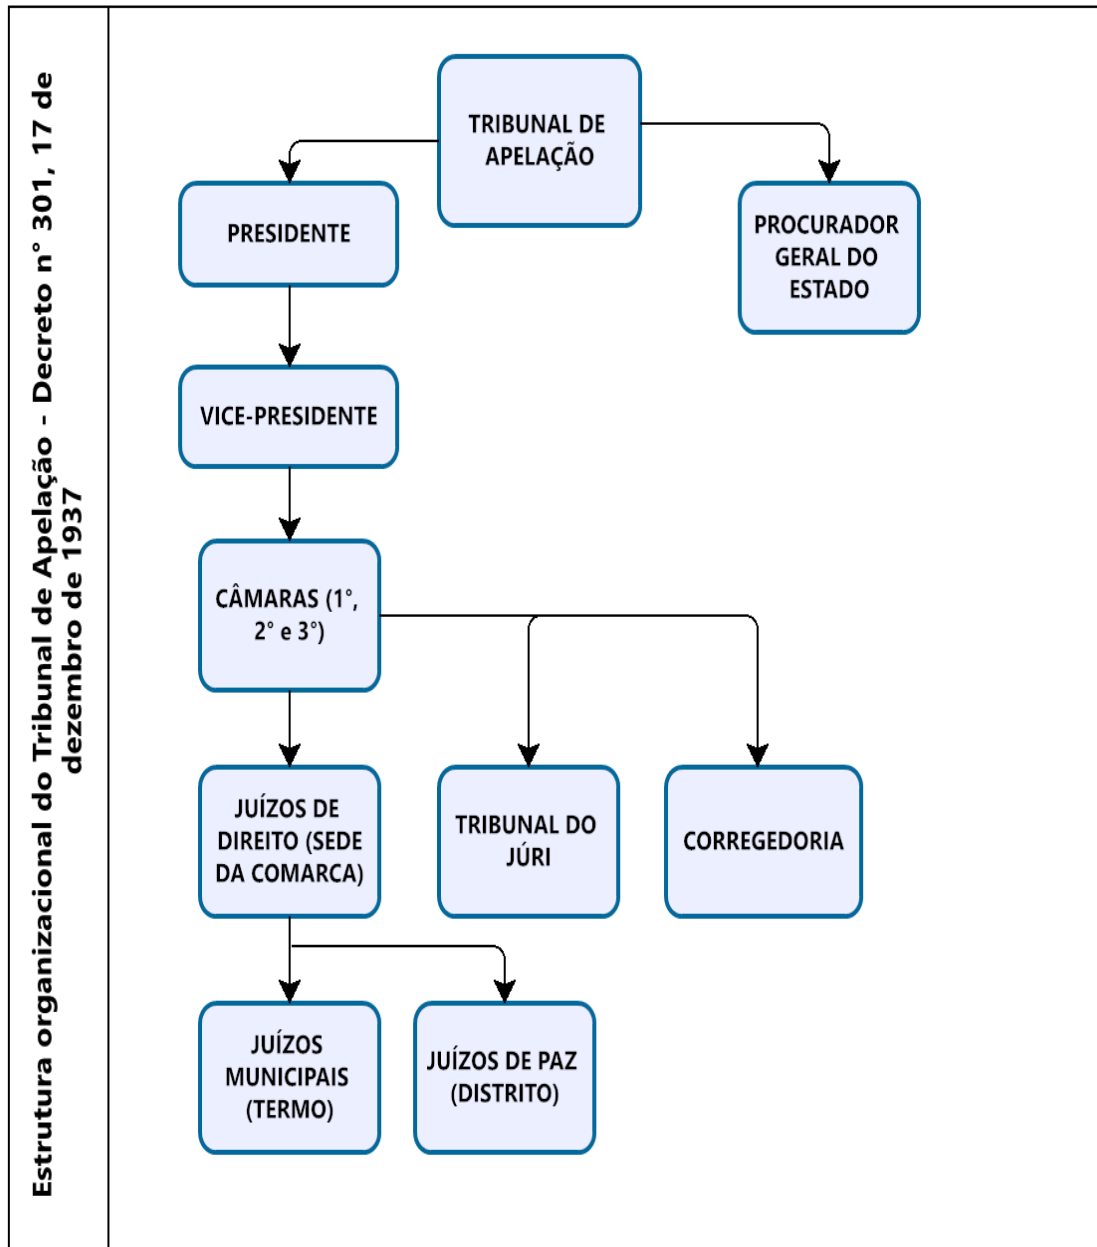 Estrutura organizacional do Tribunal de Apelação - Decreto n° 301, 17 de
dezembro de 1937
TRIBUNAL DE
APELAÇÃO
PRESIDENTE
PROCURADOR
GERAL DO
ESTADO
VICE-PRESIDENTE
CÂMARAS (1°,
2° e 3°)
JUÍZOS DE
DIREITO (SEDE
DA COMARCA)
TRIBUNAL DO
JÚRI
CORREGEDORIA
JUÍZOS
MUNICIPAIS
(TERMO)
JUÍZOS DE PAZ
(DISTRITO)